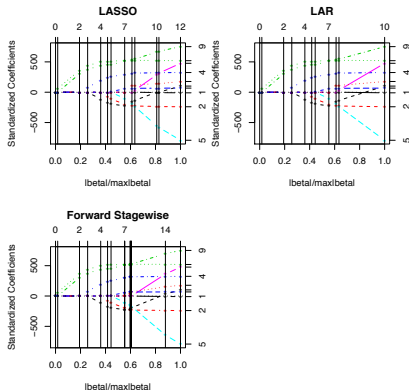 LASSO
0 2 4 5 7 10 12
Standardized Coefficients
500
0
−500
9
4
1
2
5
0.0 0.2 0.4 0.6 0.8 1.0
|beta|/max|beta|
LAR
0 2 4 5 7 10
Standardized Coefficients
500
0
−500
9
4
1
2
5
0.0 0.2 0.4 0.6 0.8 1.0
|beta|/max|beta|
Forward Stagewise
0 2 4 5 7 14
Standardized Coefficients
500
0
−500
9
4
1
2
5
0.0 0.2 0.4 0.6 0.8 1.0
|beta|/max|beta|